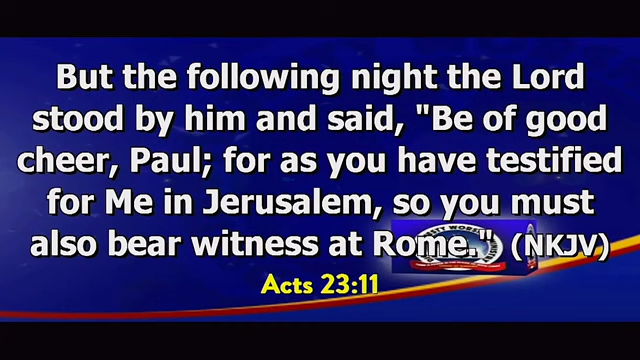 But the following night the Lord
stood by him and said, "Be of good
cheer, Paul; for as you have testified
for Me in Jerusalem, so you must
also bear witness at Rome." (NKJV)
Acts 23:11